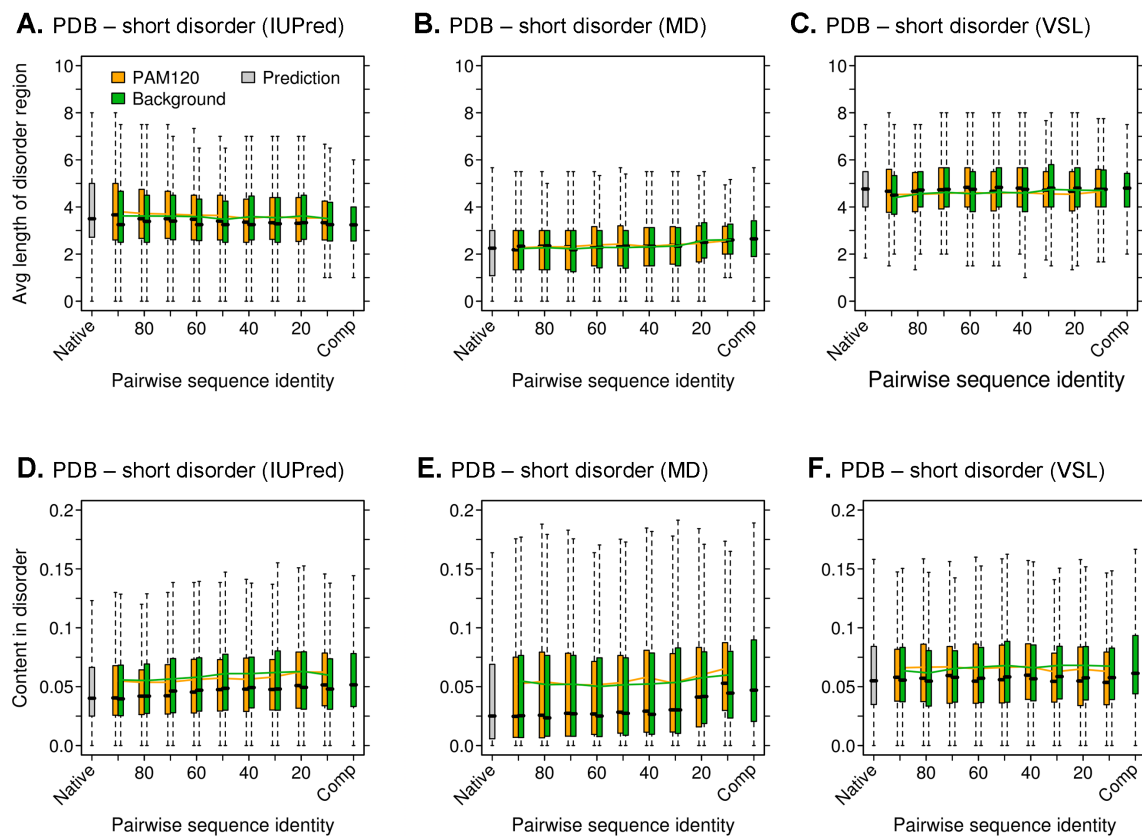 A. PDB – short disorder (IUPred)
B. PDB – short disorder (MD)
C. PDB – short disorder (VSL)
Avg length of disorder region
10
8
6
4
2
0
PAM120
Background
Prediction
Native
80
60
40
20
Comp
Pairwise sequence identity
10
8
6
4
2
0
Native
80
60
40
20
Comp
Pairwise sequence identity
10
8
6
4
2
0
Native
80
60
40
20
Comp
Pairwise sequence identity
D. PDB – short disorder (IUPred)
E. PDB – short disorder (MD)
F. PDB – short disorder (VSL)
Content in disorder
0.2
0.15
0.1
0.05
0.0
Native
80
60
40
20
Comp
Pairwise sequence identity
0.2
0.15
0.1
0.05
0.0
Native
80
60
40
20
Comp
Pairwise sequence identity
0.2
0.15
0.1
0.05
0.0
Native
80
60
40
20
Comp
Pairwise sequence identity